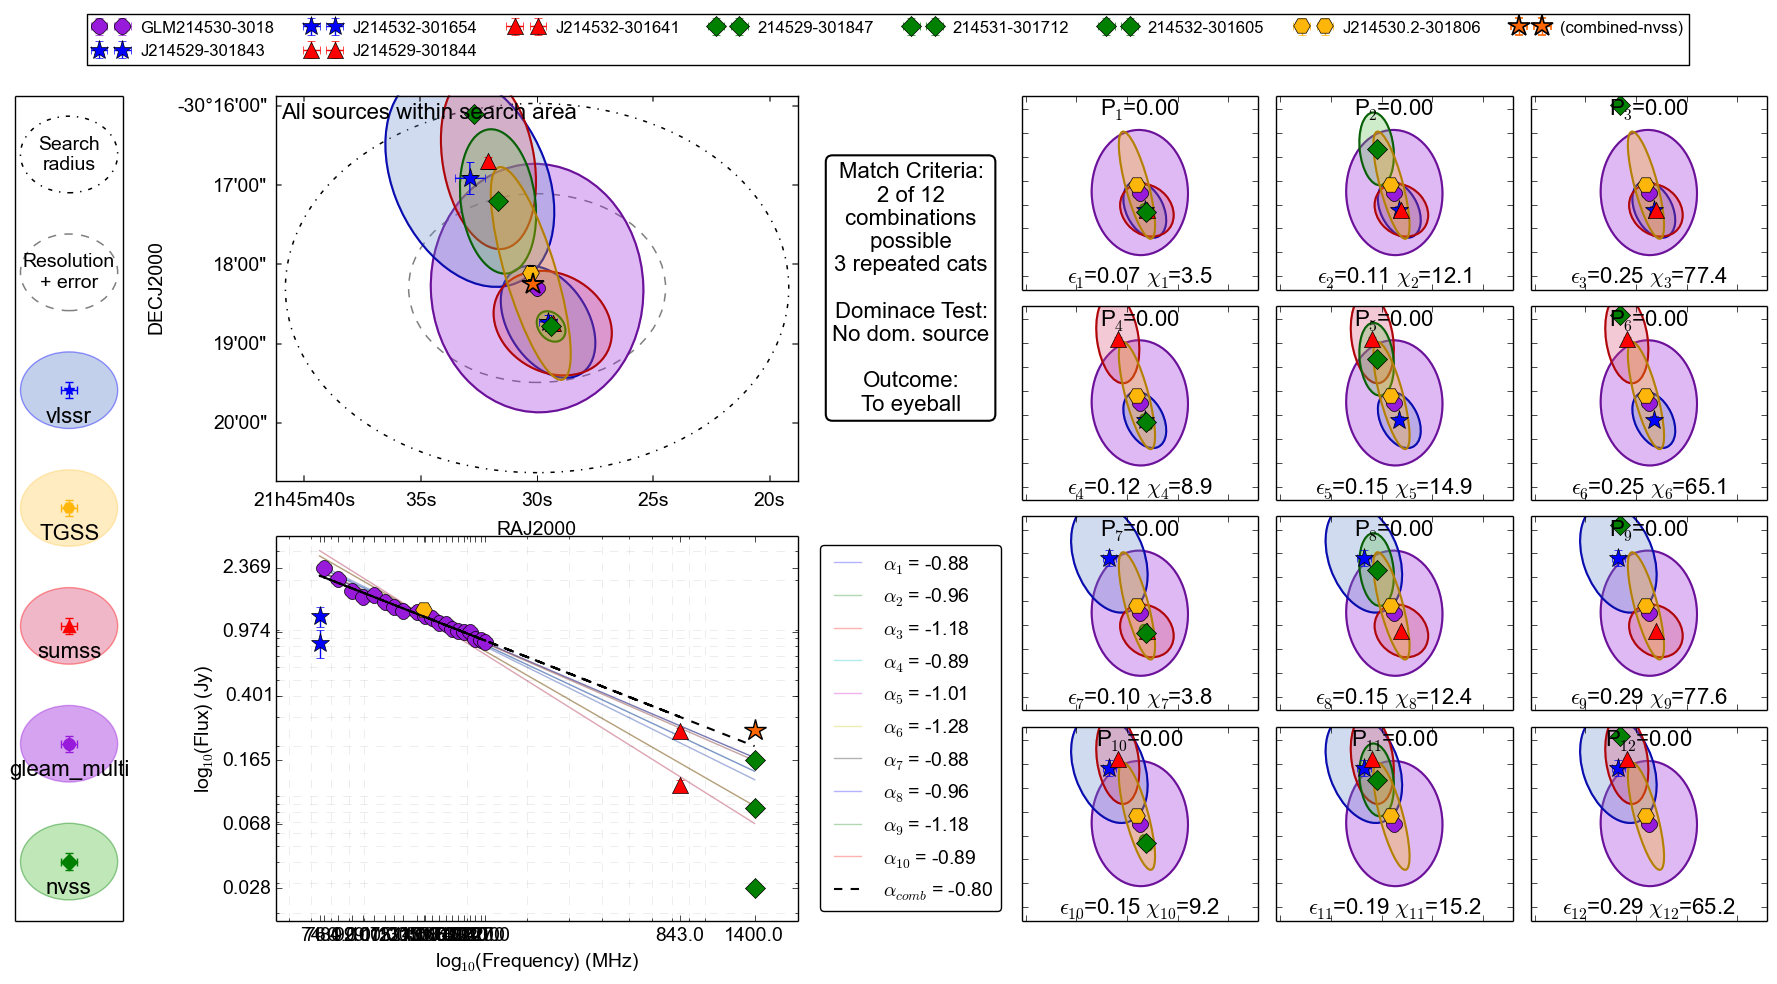 GLM214530-3018
J214532-301654
J214532-301641
214529-301847
214531-301712
214532-301605
J214530.2-301806
(combined-nvss)
J214529-301843
J214529-301844
Search
radius
Resolution
+ error
vlssr
TGSS
sumss
gleam_multi
nvss
All sources within search area
-30°16'00"
17'00"
18'00"
19'00"
20'00"
DECJ2000
21h45m40s
35s
30s
25s
20s
RAJ2000
Match Criteria:
2 of 12
combinations
possible
3 repeated cats
Dominace Test:
No dom. source
Outcome:
To eyeball
2.369
0.974
0.401
0.165
0.068
0.028
log10(Flux) (Jy)
843.0
1400.0
log10(Frequency) (MHz)
α1 = -0.88
α2 = -0.96
α3 = -1.18
α4 = -0.89
α5 = -1.01
α6 = -1.28
α7 = -0.88
α8 = -0.96
α9 = -1.18
α10 = -0.89
αcomb = -0.80
P1=0.00
ϵ1=0.07 χ1=3.5
P2=0.00
ϵ2=0.11 χ2=12.1
P3=0.00
ϵ3=0.25 χ3=77.4
P4=0.00
ϵ4=0.12 χ4=8.9
P5=0.00
ϵ5=0.15 χ5=14.9
P6=0.00
ϵ6=0.25 χ6=65.1
P7=0.00
ϵ7=0.10 χ7=3.8
P8=0.00
ϵ8=0.15 χ8=12.4
P9=0.00
ϵ9=0.29 χ9=77.6
P10=0.00
ϵ10=0.15 χ10=9.2
P11=0.00
ϵ11=0.19 χ11=15.2
P12=0.00
ϵ12=0.29 χ12=65.2